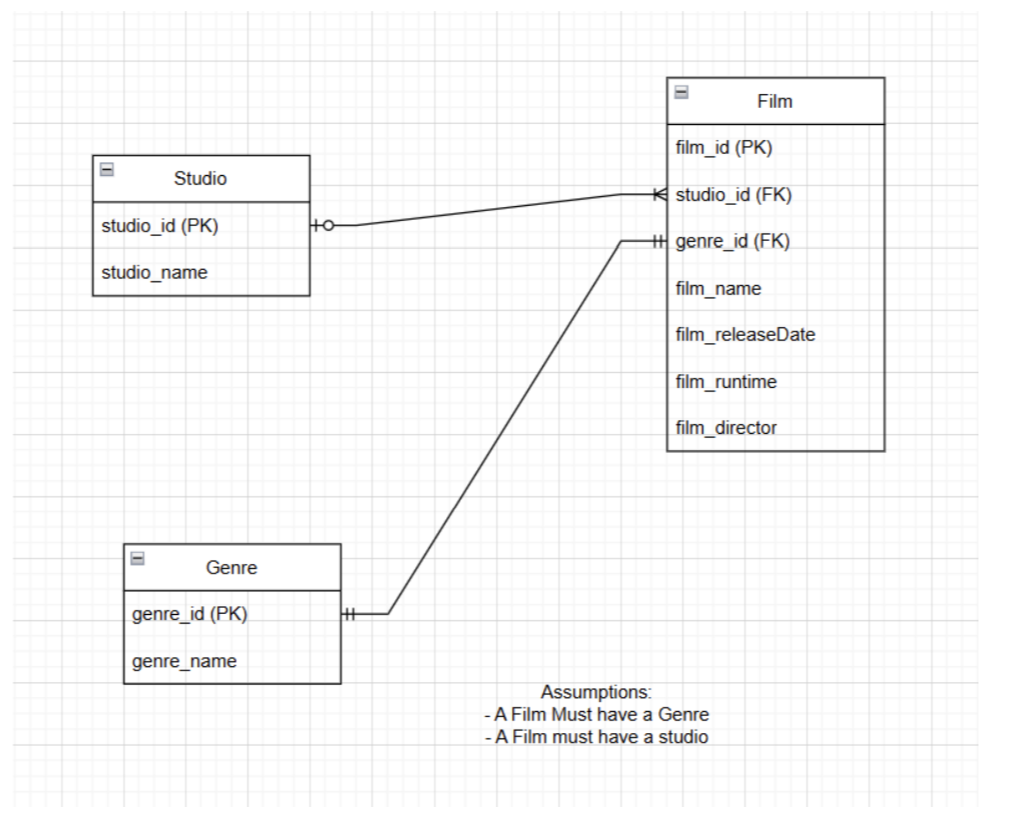 Studio
studio_id (PK)
studio_name
Film
film_id (PK)
studio_id (FK)
genre_id (FK)
film_name
film_releaseDate
film_runtime
film_director
Genre
genre_id (PK)
genre_name
Assumptions:
- A Film Must have a Genre
- A Film must have a studio